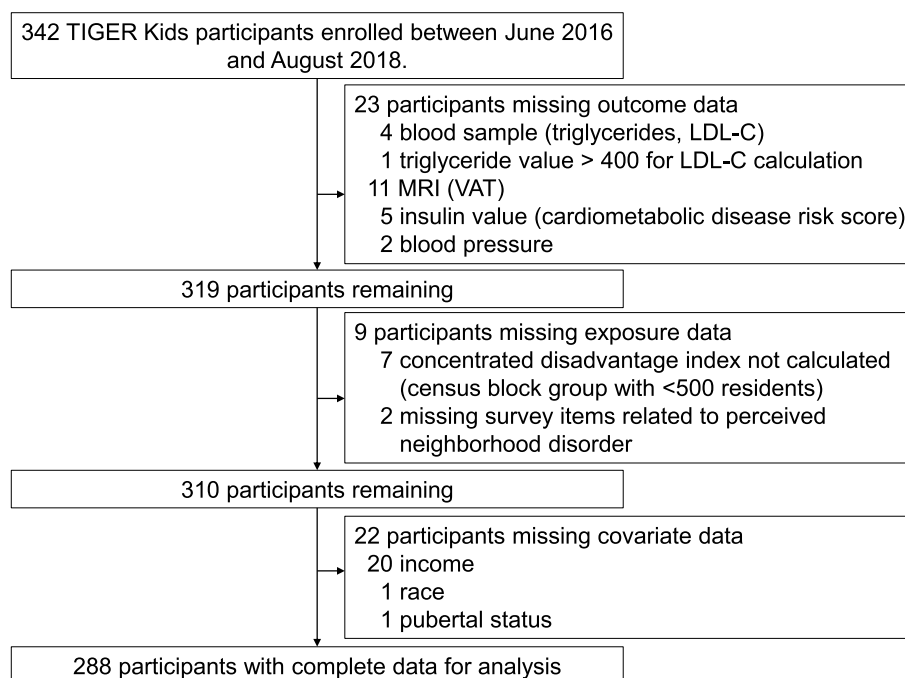 342 TIGER Kids participants enrolled between June 2016
and August 2018.
23 participants missing outcome data
4 blood sample (triglycerides, LDL-C)
1 triglyceride value > 400 for LDL-C calculation
11 MRI (VAT)
5 insulin value (cardiometabolic disease risk score)
2 blood pressure
319 participants remaining
9 participants missing exposure data
7 concentrated disadvantage index not calculated
(census block group with <500 residents)
2 missing survey items related to perceived
neighborhood disorder
310 participants remaining
22 participants missing covariate data
20 income
1 race
1 pubertal status
288 participants with complete data for analysis